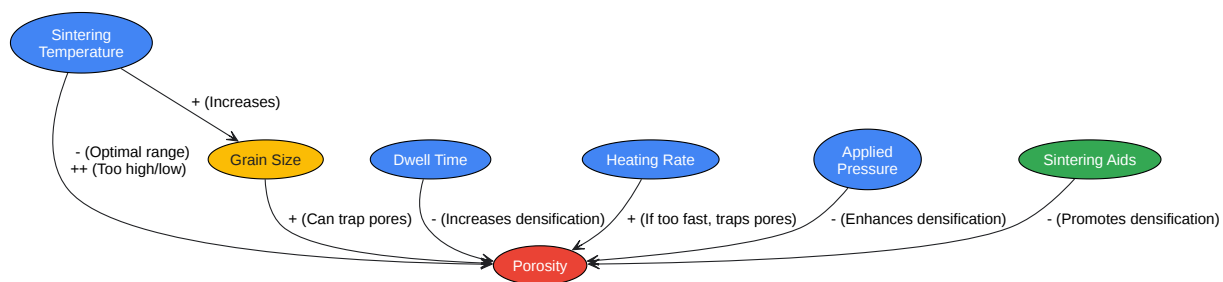 Sintering
Temperature
+ (Increases)
- (Optimal range)
++ (Too high/low)
Grain Size
Dwell Time
Heating Rate
Applied
Pressure
Sintering Aids
+ (Can trap pores)
- (Increases densification)
+ (If too fast, traps pores)
- (Enhances densification)
- (Promotes densification)
Porosity